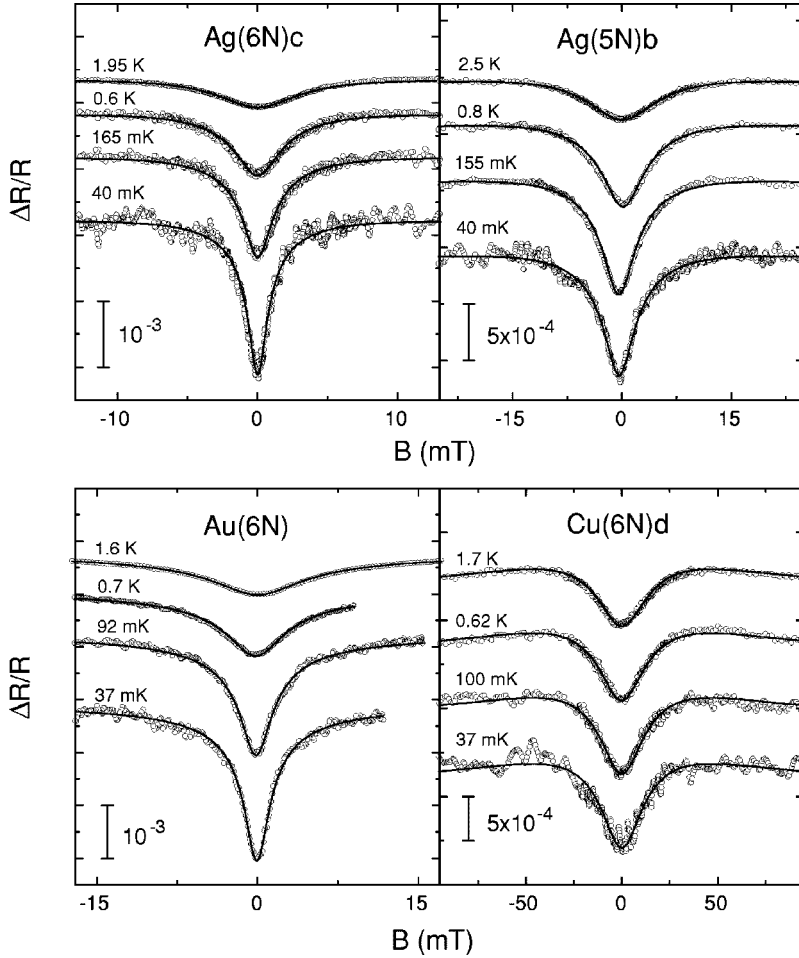 Ag(6N)c
1.95 K
0.6 K
165 mK
40 mK
10⁻³
-10 0 10
B (mT)
ΔR/R
Ag(5N)b
2.5 K
0.8 K
155 mK
40 mK
5x10⁻⁴
-15 0 15
B (mT)
Au(6N)
1.6 K
0.7 K
92 mK
37 mK
10⁻³
-15 0 15
B (mT)
ΔR/R
Cu(6N)d
1.7 K
0.62 K
100 mK
37 mK
5x10⁻⁴
-50 0 50
B (mT)